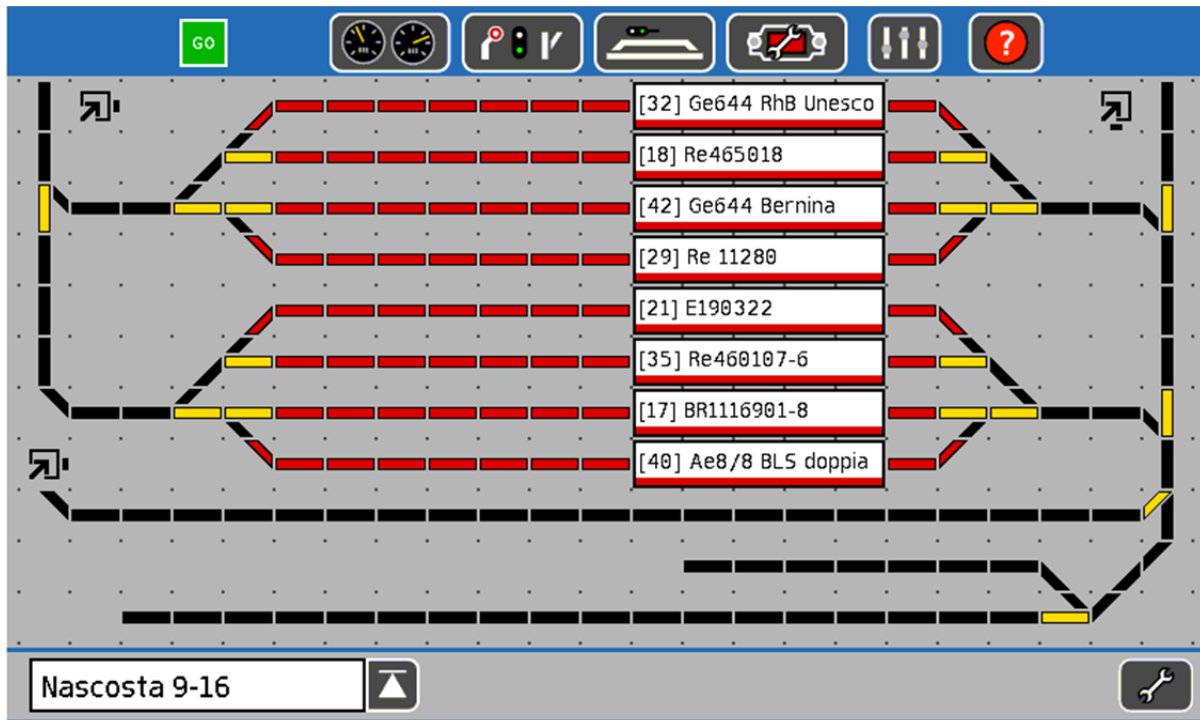 GO
?
[32] Ge644 RhB Unesco
[18] Re465018
[42] Ge644 Bernina
[29] Re 11280
[21] E190322
[35] Re460107-6
[17] BR1116901-8
[40] Ae8/8 BLS doppia
Nascosta 9-16